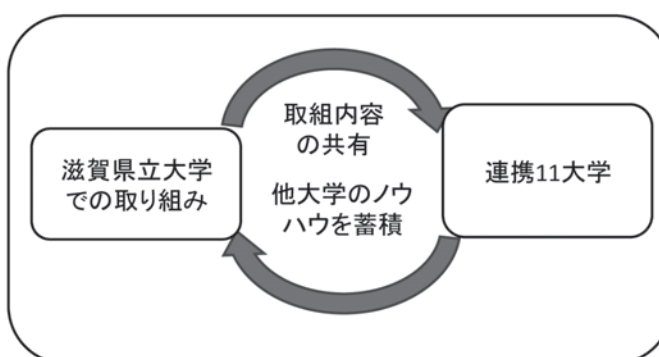 滋賀県立大学
での取り組み
取組内容
の共有
他大学のノウ
ハウを蓄積
連携11大学